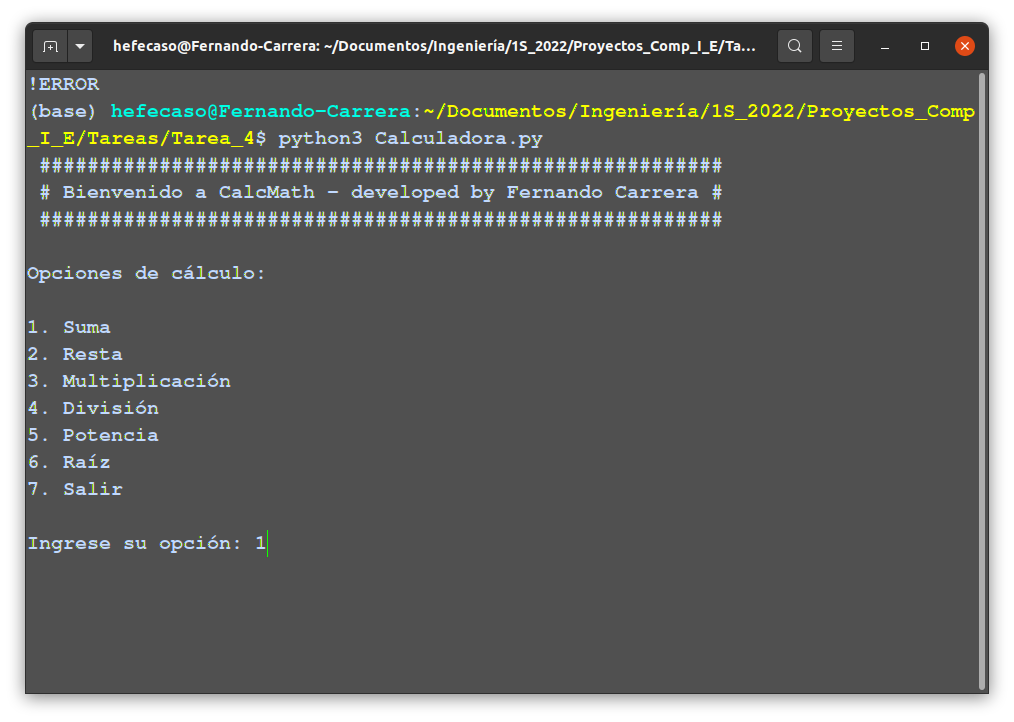 hefecaso@Fernando-Carrera: ~/Documentos/Ingeniería/1S_2022/Proyectos_Comp_I_E/Ta...
!ERROR
(base) hefecaso@Fernando-Carrera:~/Documentos/Ingeniería/1S_2022/Proyectos_Comp
_I_E/Tareas/Tarea_4$ python3 Calculadora.py
#########################################################
# Bienvenido a CalcMath - developed by Fernando Carrera #
#########################################################
Opciones de cálculo:
1. Suma
2. Resta
3. Multiplicación
4. División
5. Potencia
6. Raíz
7. Salir
Ingrese su opción: 1